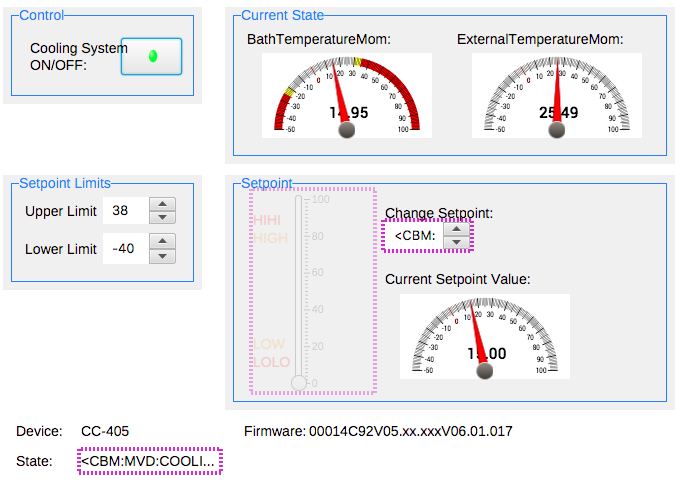 Control
Cooling System
ON/OFF:
Current State
BathTemperatureMom:
ExternalTemperatureMom:
-50 -40 -30 -20 -10 0 10 20 30 40 50 60 70 80 90 100
14.95
-50 -40 -30 -20 -10 0 10 20 30 40 50 60 70 80 90 100
25.49
Setpoint Limits
Upper Limit 38
Lower Limit -40
Setpoint
HIHI
HIGH
LOW
LOLO
100
80
60
40
20
0
Change Setpoint:
<CBM:
Current Setpoint Value:
-50 -40 -30 -20 -10 0 10 20 30 40 50 60 70 80 90 100
15.00
Device: CC-405
Firmware: 00014C92V05.xx.xxxV06.01.017
State: <CBM:MVD:COOLI...